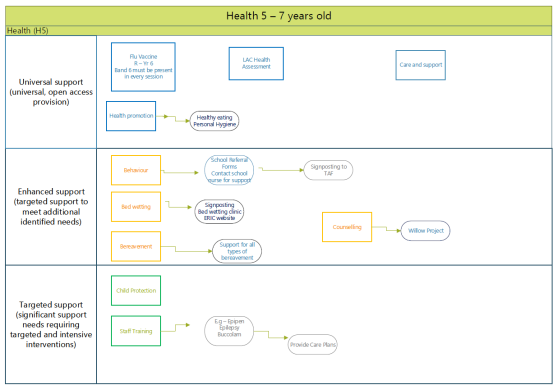 Health 5 – 7 years old
Health (H5)
Universal support
(universal, open access
provision)
Flu Vaccine
R – Yr 6
Band 6 must be present
in every session
LAC Health
Assessment
Care and support
Health promotion
Healthy eating
Personal Hygiene
Enhanced support
(targeted support to
meet additional
identified needs)
Behaviour
School Referral
Forms
Contact school
nurse for support
Signposting to
TAF
Bed wetting
Signposting
Bed wetting clinic
ERIC website
Counselling
Willow Project
Bereavement
Support for all
types of
bereavement
Targeted support
(significant support
needs requiring
targeted and intensive
interventions)
Child Protection
Staff Training
E.g – Epipen
Epilepsy
Buccolam
Provide Care Plans